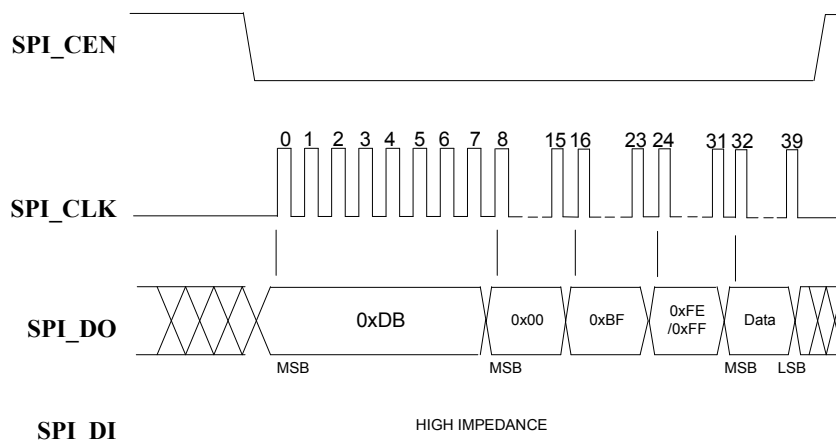 SPI_CEN
0 1 2 3 4 5 6 7 8 15 16 23 24 31 32 39
SPI_CLK
SPI_DO
0xDB
0x00
0xBF
0xFE
/0xFF
Data
MSB
MSB
MSB
LSB
SPI_DI
HIGH IMPEDANCE